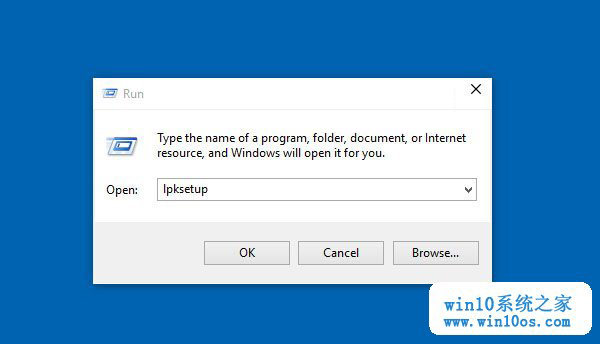 Run
Type the name of a program, folder, document, or Internet
resource, and Windows will open it for you.
Open: lpksetup
OK Cancel Browse...
win10系统之家
www.win10os.com